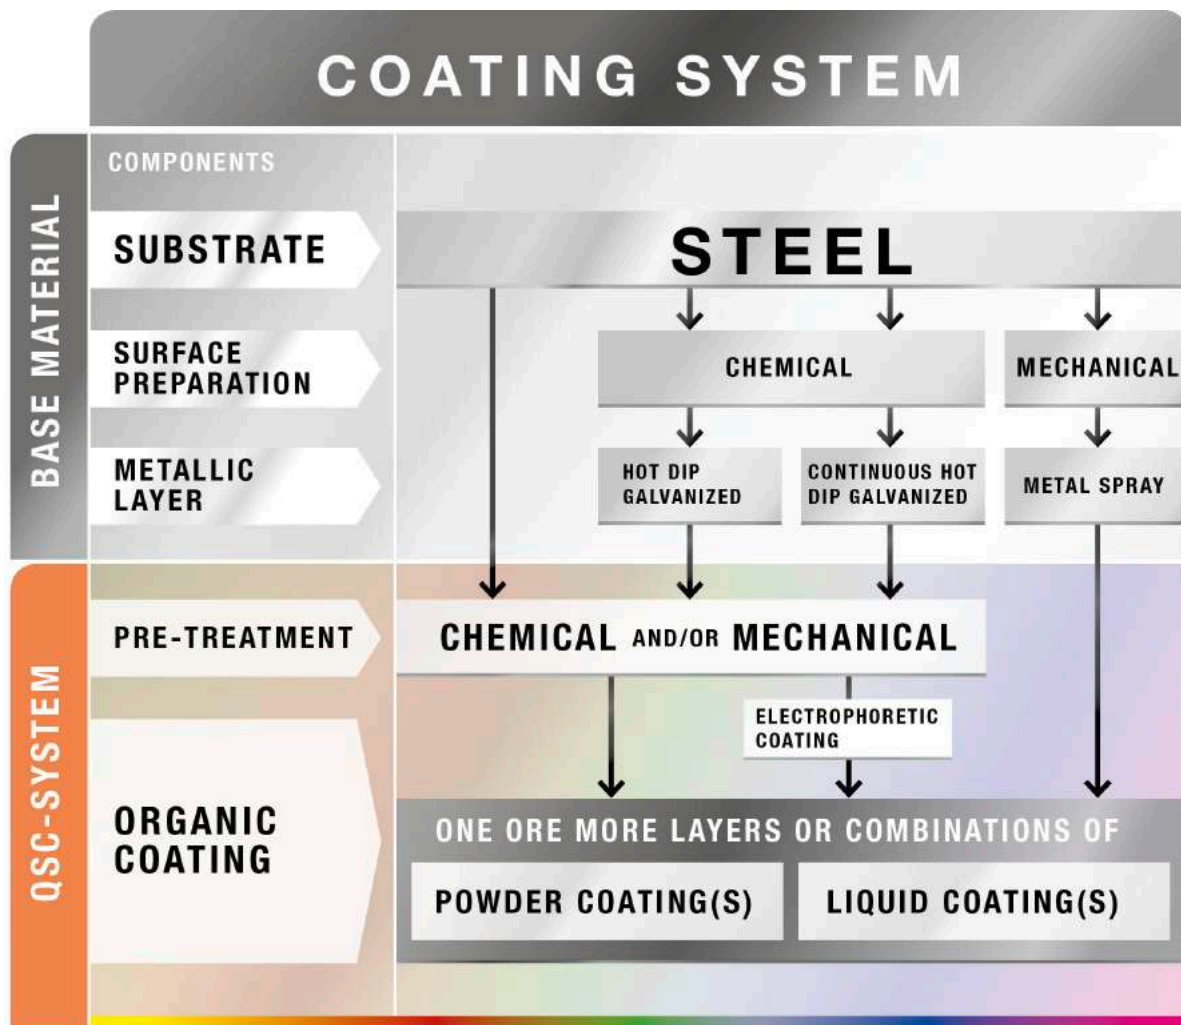 COATING SYSTEM
BASE MATERIAL
COMPONENTS
SUBSTRATE
STEEL
SURFACE
PREPARATION
CHEMICAL
MECHANICAL
METALLIC
LAYER
HOT DIP
GALVANIZED
CONTINUOUS HOT
DIP GALVANIZED
METAL SPRAY
QSC-SYSTEM
PRE-TREATMENT
CHEMICAL AND/OR MECHANICAL
ELECTROPHORETIC
COATING
ORGANIC
COATING
ONE ORE MORE LAYERS OR COMBINATIONS OF
POWDER COATING(S)
LIQUID COATING(S)